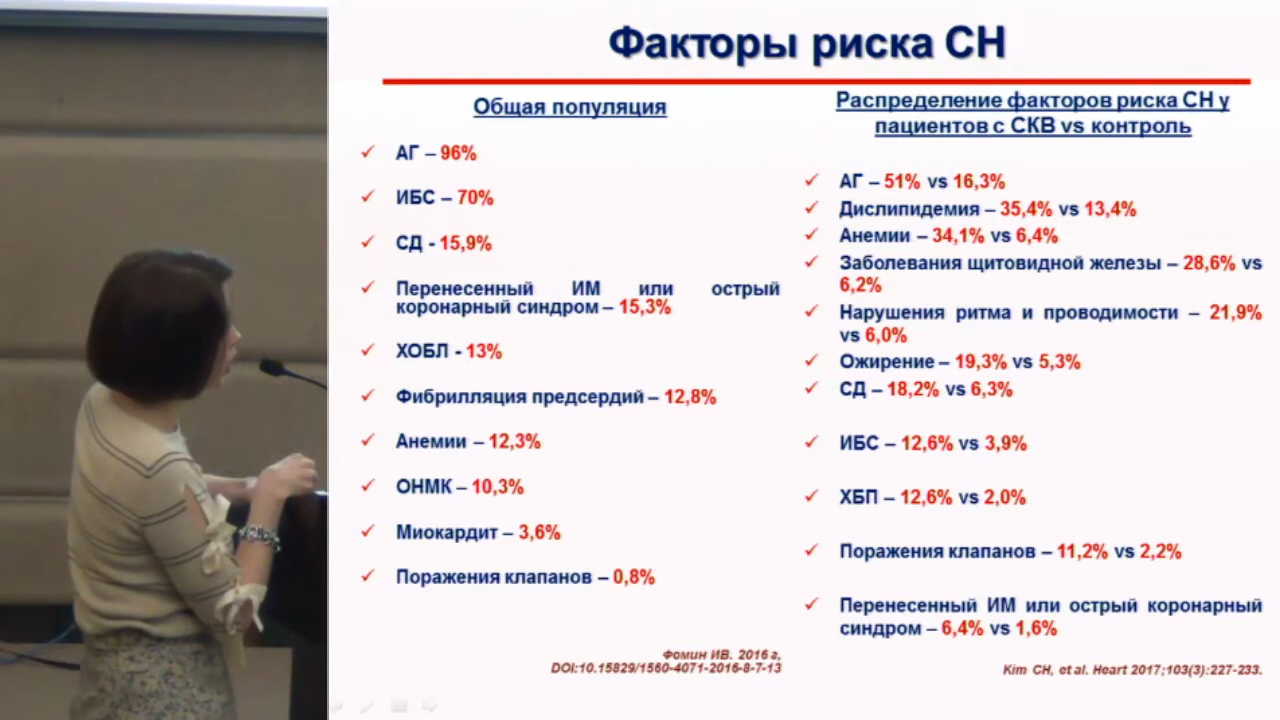 Факторы риска СН
Общая популяция
АГ – 96%
ИБС – 70%
СД - 15,9%
Перенесенный ИМ или острый
коронарный синдром – 15,3%
ХОБЛ - 13%
Фибрилляция предсердий – 12,8%
Анемии – 12,3%
ОНМК – 10,3%
Миокардит – 3,6%
Поражения клапанов – 0,8%
Фомин ИВ. 2016 г,
DOI:10.15829/1560-4071-2016-8-7-13
Распределение факторов риска СН у
пациентов с СКВ vs контроль
АГ – 51% vs 16,3%
Дислипидемия – 35,4% vs 13,4%
Анемии – 34,1% vs 6,4%
Заболевания щитовидной железы – 28,6% vs
6,2%
Нарушения ритма и проводимости – 21,9%
vs 6,0%
Ожирение – 19,3% vs 5,3%
СД – 18,2% vs 6,3%
ИБС – 12,6% vs 3,9%
ХБП – 12,6% vs 2,0%
Поражения клапанов – 11,2% vs 2,2%
Перенесенный ИМ или острый коронарный
синдром – 6,4% vs 1,6%
Kim CH, et al. Heart 2017;103(3):227-233.